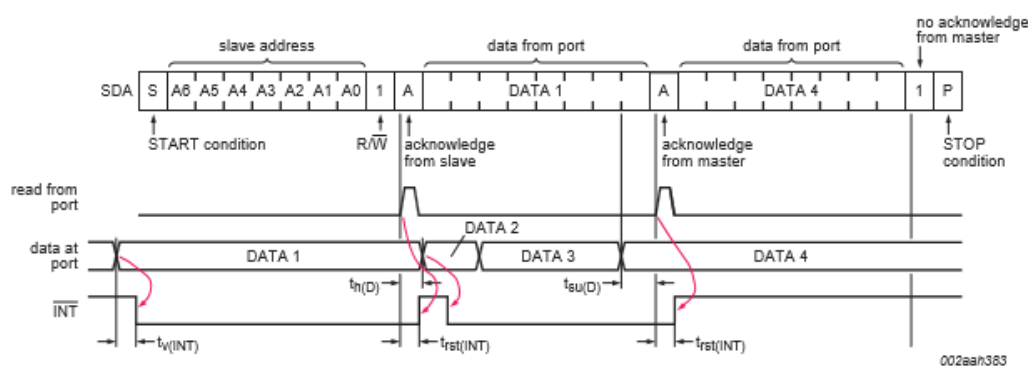 no acknowledge
from master
slave address
data from port
data from port
SDA
S
A6
A5
A4
A3
A2
A1
A0
1
A
DATA 1
A
DATA 4
1
P
START condition
R/W
acknowledge
from slave
acknowledge
from master
STOP
condition
read from
port
DATA 2
data at
port
DATA 1
DATA 3
DATA 4
th(D)
tsu(D)
INT
tv(INT)
trst(INT)
trst(INT)
002aah383